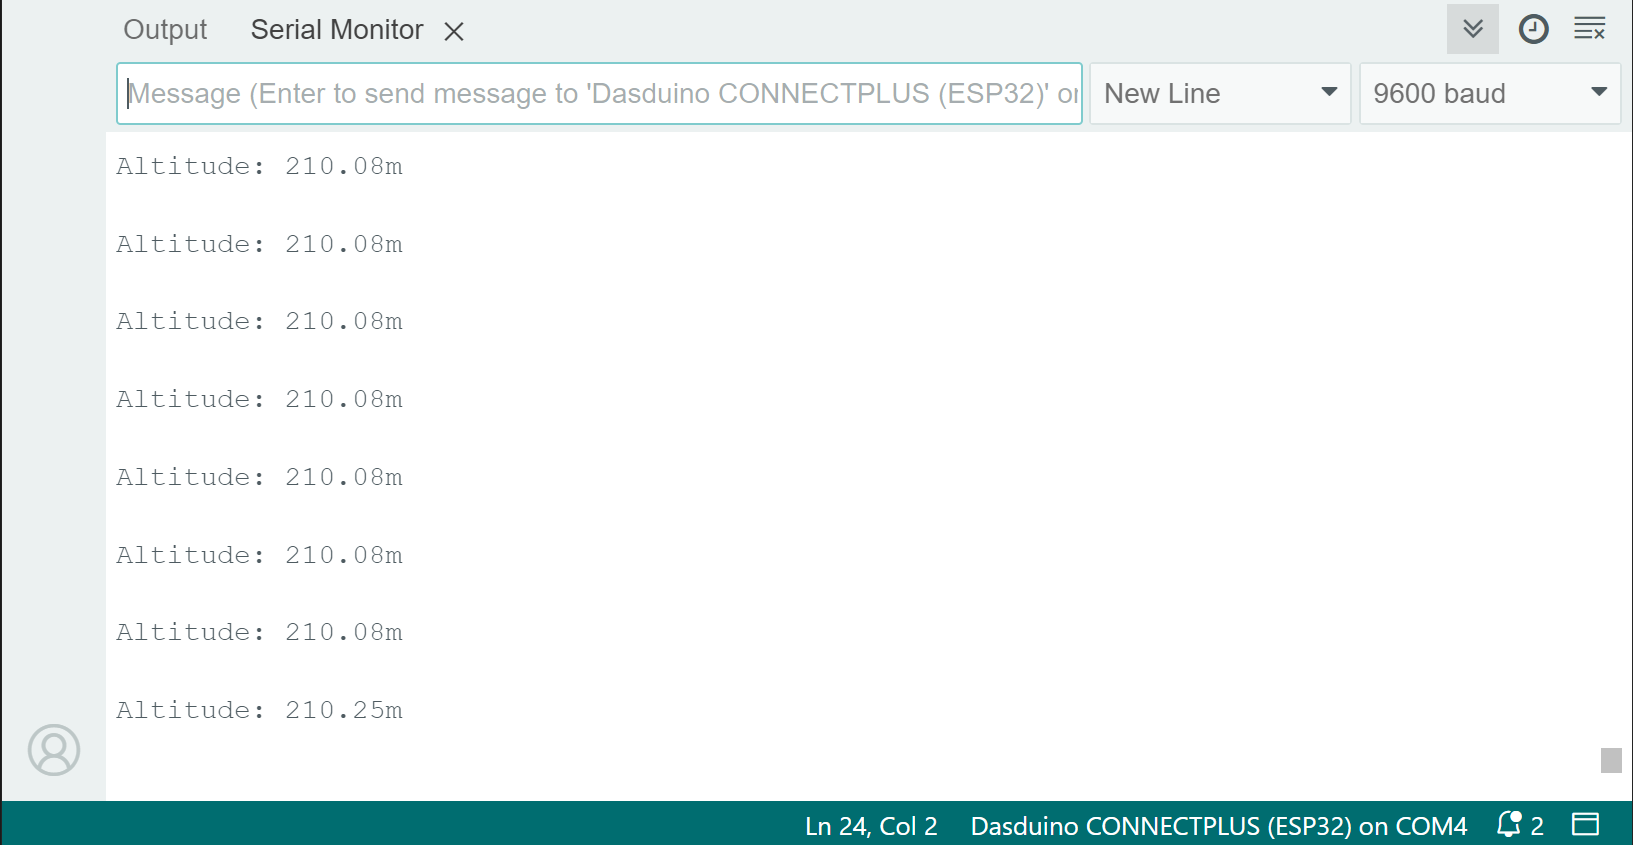 Output Serial Monitor
Message (Enter to send message to 'Dasduino CONNECTPLUS (ESP32)' on New Line 9600 baud
Altitude: 210.08m
Altitude: 210.08m
Altitude: 210.08m
Altitude: 210.08m
Altitude: 210.08m
Altitude: 210.08m
Altitude: 210.08m
Altitude: 210.25m
Ln 24, Col 2 Dasduino CONNECTPLUS (ESP32) on COM4 2